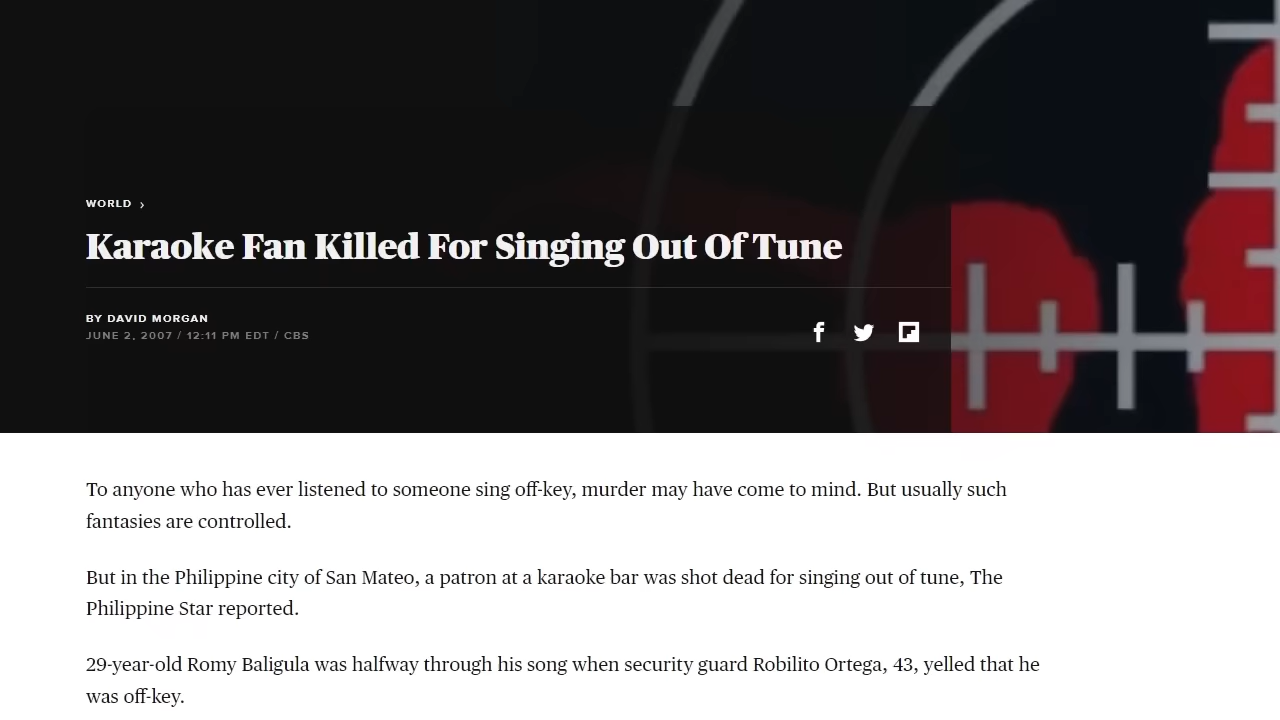 WORLD ›
Karaoke Fan Killed For Singing Out Of Tune
BY DAVID MORGAN
JUNE 2, 2007 / 12:11 PM EDT / CBS
To anyone who has ever listened to someone sing off-key, murder may have come to mind. But usually such
fantasies are controlled.
But in the Philippine city of San Mateo, a patron at a karaoke bar was shot dead for singing out of tune, The
Philippine Star reported.
29-year-old Romy Baligula was halfway through his song when security guard Robilito Ortega, 43, yelled that he
was off-key.